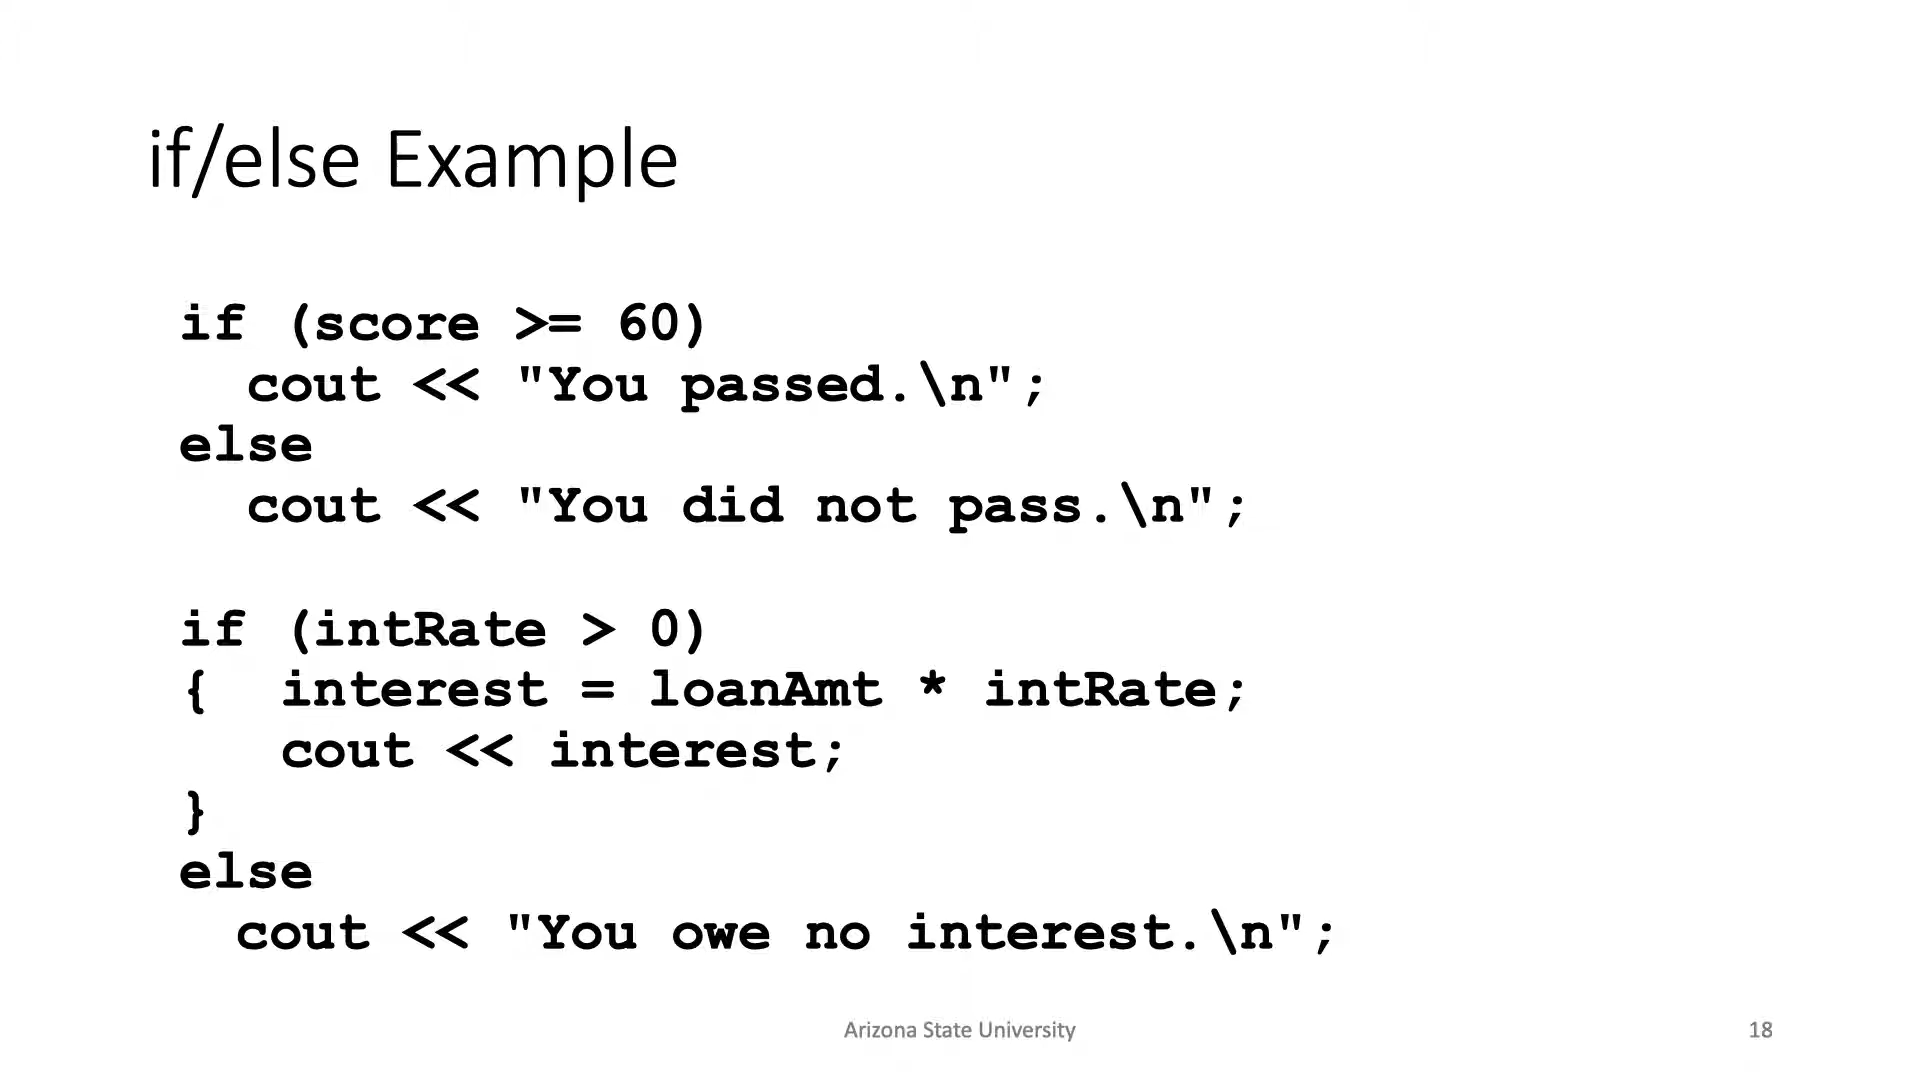 if/else Example
if (score >= 60)
cout << "You passed.\n";
else
cout << "You did not pass.\n";
if (intRate > 0)
{ interest = loanAmt * intRate;
cout << interest;
}
else
cout << "You owe no interest.\n";
Arizona State University
18